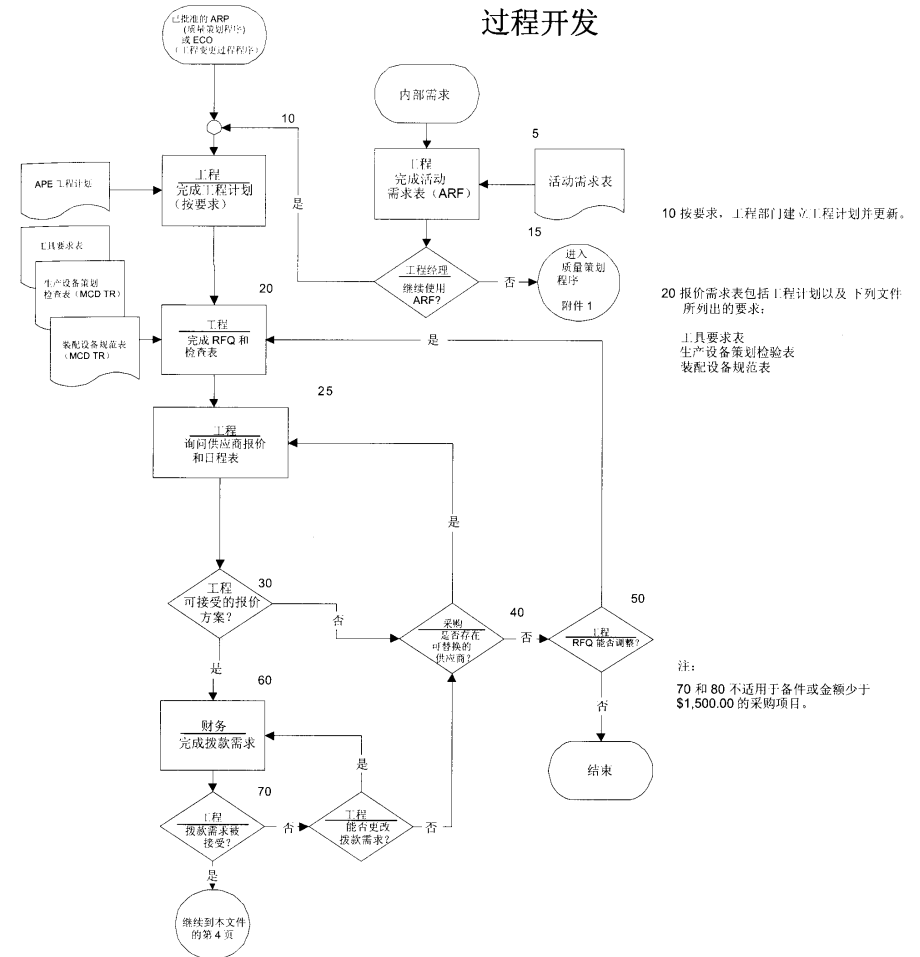 过程开发
已批准的 ARP
(质量策划程序)
或 ECO
(工程变更过程程序)
内部需求
10
5
工程
完成工程计划
(按要求)
APE 工程计划
是
工程
完成活动
需求表(ARF)
活动需求表
10 按要求,工程部门建立工程计划并更新。
15
工具要求表
生产设备策划
检查表(MCD TR)
装配设备规范表
(MCD TR)
工程经理
继续使用
ARF?
否
进入
质量策划
程序
附件 1
20
工程
完成 RFQ 和
检查表
是
20 报价需求表包括工程计划以及下列文件
所列出的要求:
工具要求表
生产设备策划检验表
装配设备规范表
25
工程
询问供应商报价
和日程表
是
30
工程
可接受的报价
方案?
否
40
采购
是否存在
可替换的
供应商?
否
50
工程
RFQ 能否调整?
是
否
注:
70 和 80 不适用于备件或金额少于
$1,500.00 的采购项目。
60
财务
完成拨款需求
是
结束
70
工程
拨款需求被
接受?
否
工程
能否更改
拨款需求?
否
是
继续到本文件
的第 4 页